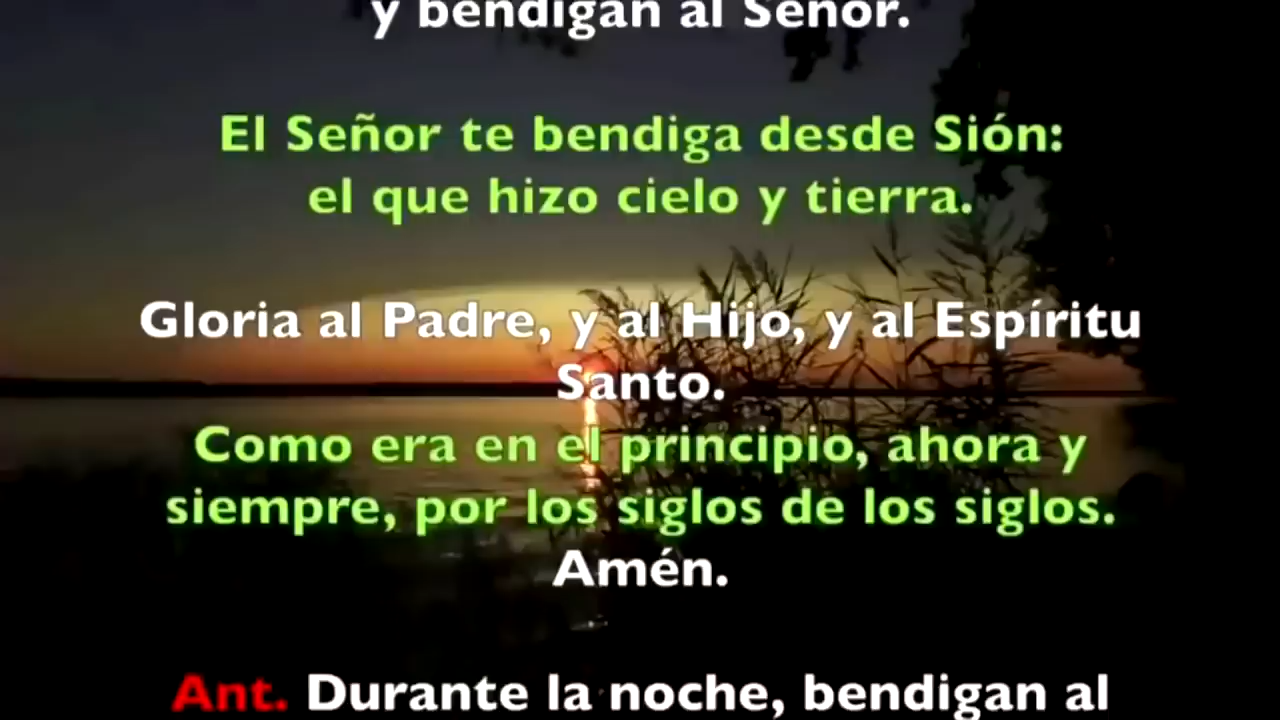 y bendigan al Señor.
El Señor te bendiga desde Sión:
el que hizo cielo y tierra.
Gloria al Padre, y al Hijo, y al Espíritu
Santo.
Como era en el principio, ahora y
siempre, por los siglos de los siglos.
Amén.
Ant. Durante la noche, bendigan al